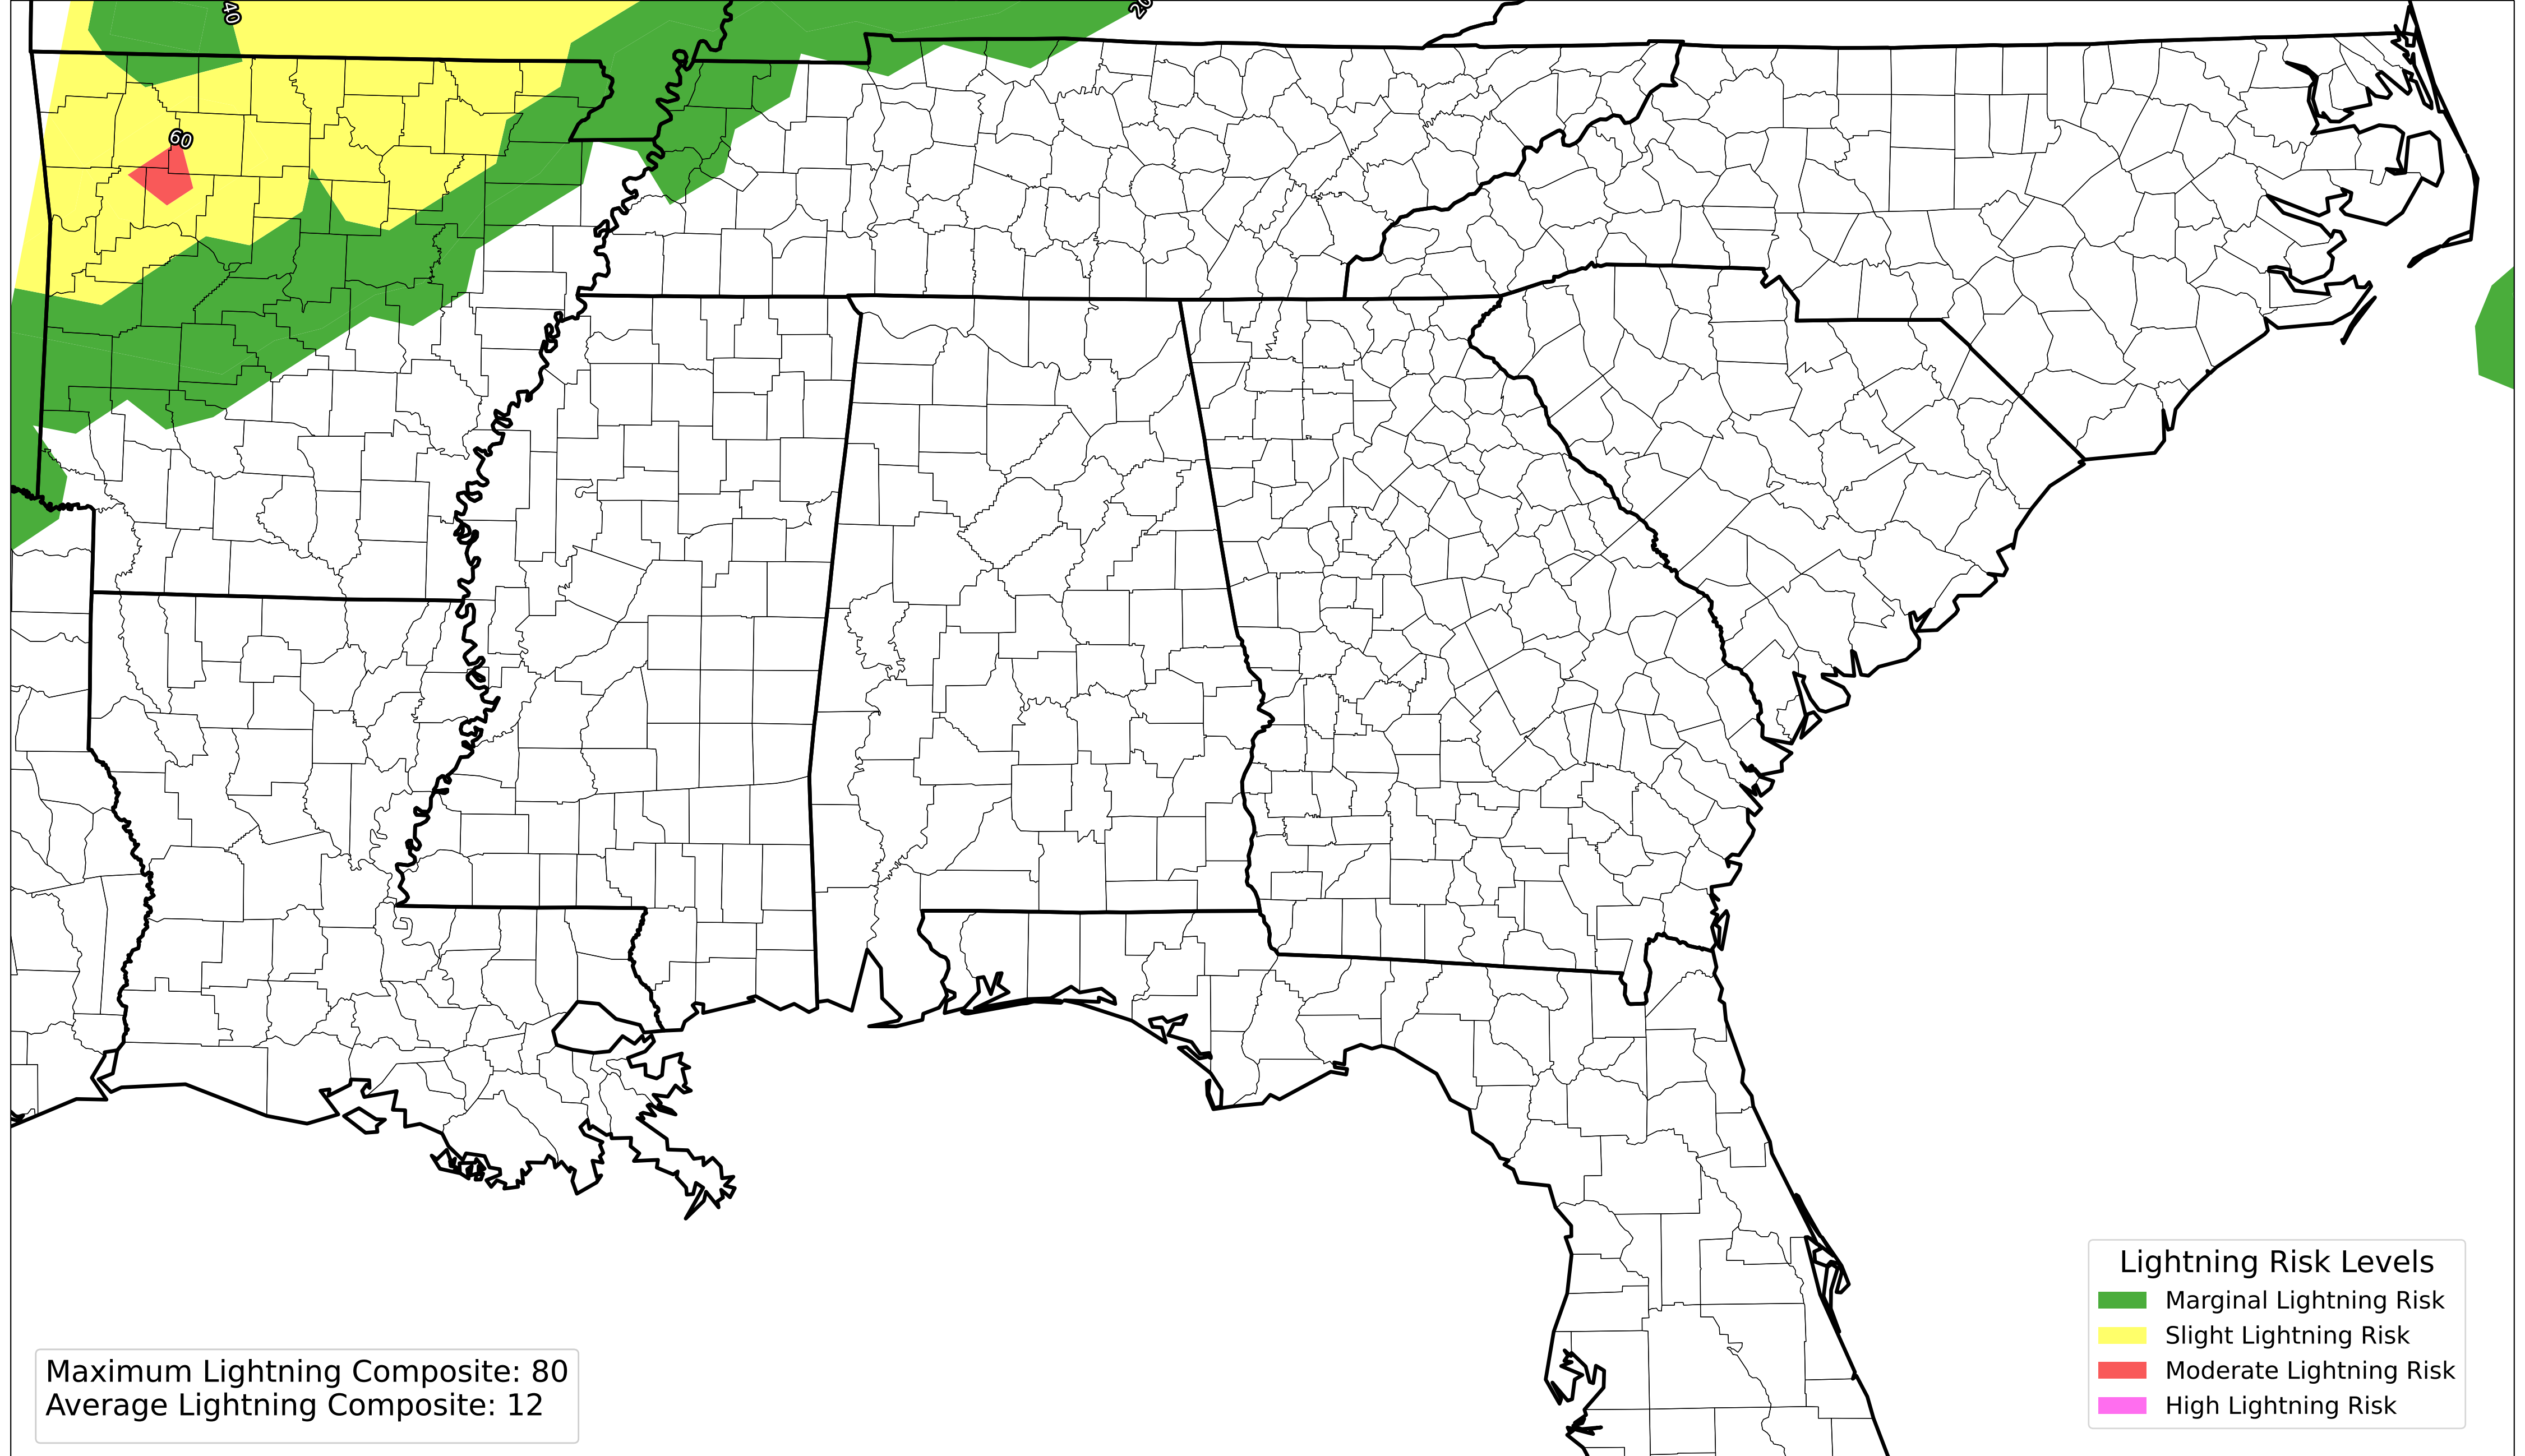 40
20
60
Lightning Risk Levels
Marginal Lightning Risk
Slight Lightning Risk
Moderate Lightning Risk
High Lightning Risk
Maximum Lightning Composite: 80
Average Lightning Composite: 12